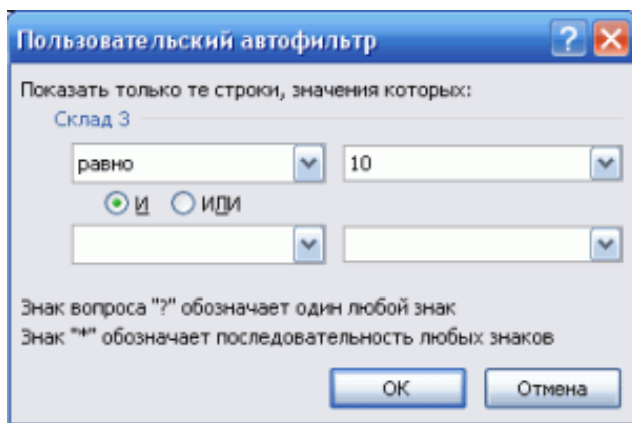 Пользовательский автофильтр
Показать только те строки, значения которых:
Склад 3
равно 10
И ИЛИ
Знак вопроса "?" обозначает один любой знак
Знак "*" обозначает последовательность любых знаков
ОК Отмена